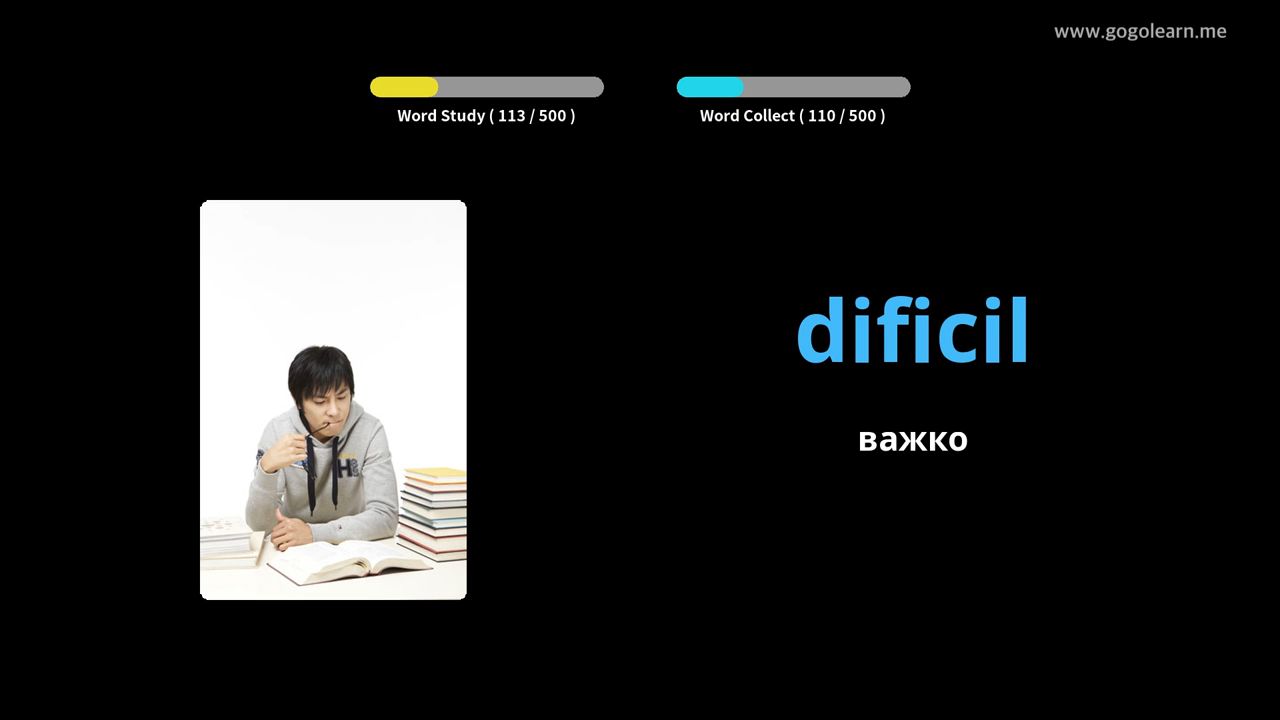 www.gogolearn.me
Word Study ( 113 / 500 )
Word Collect ( 110 / 500 )
dificil
важко
H